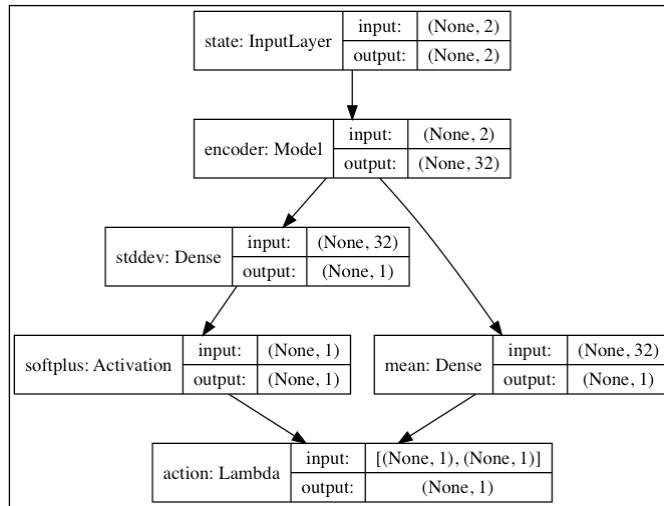 state: InputLayer
input: (None, 2)
output: (None, 2)
encoder: Model
input: (None, 2)
output: (None, 32)
stddev: Dense
input: (None, 32)
output: (None, 1)
softplus: Activation
input: (None, 1)
output: (None, 1)
mean: Dense
input: (None, 32)
output: (None, 1)
action: Lambda
input: [(None, 1), (None, 1)]
output: (None, 1)